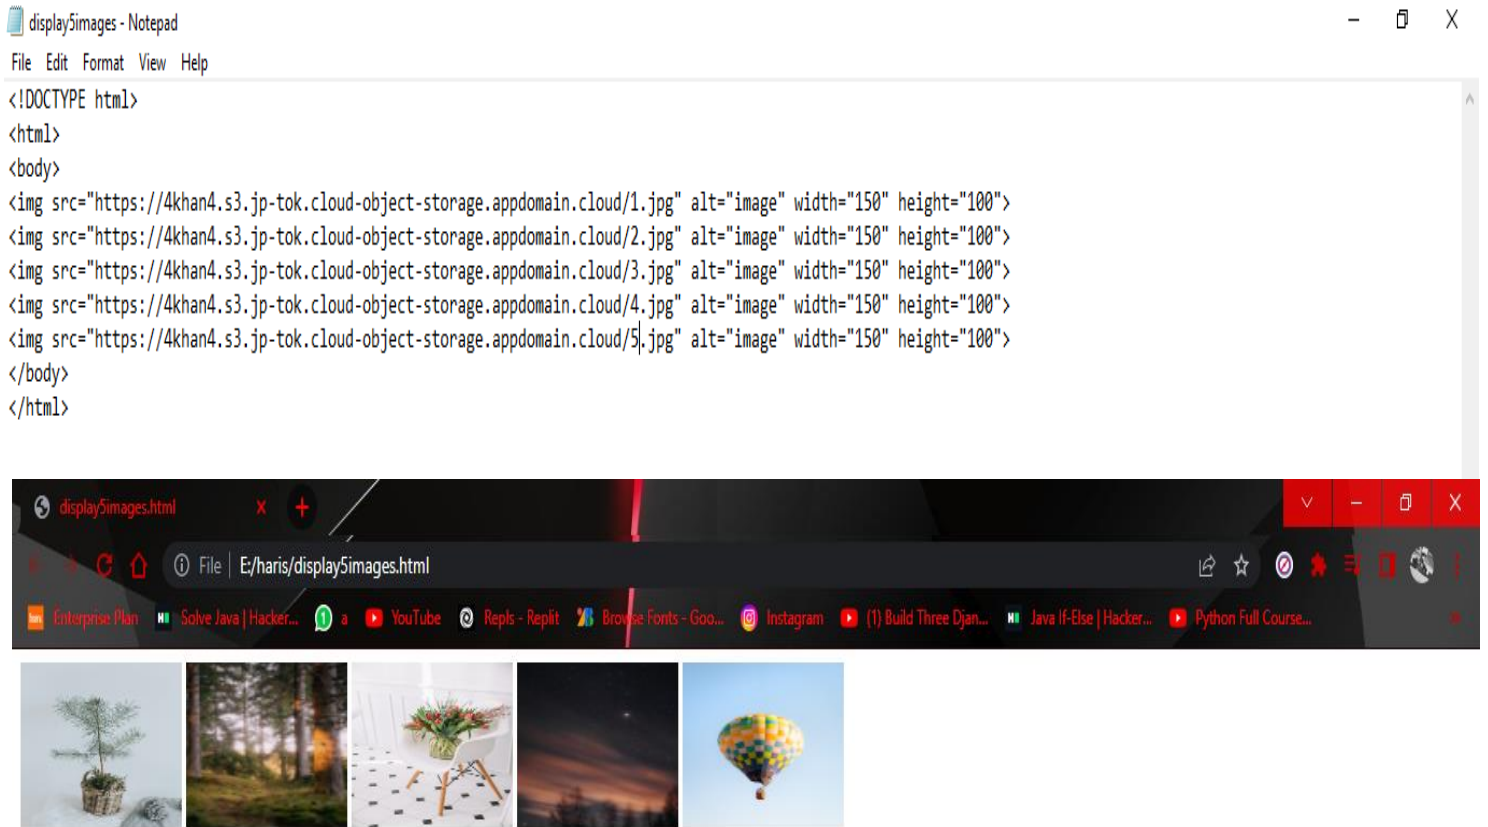 display5images - Notepad
File Edit Format View Help
<!DOCTYPE html>
<html>
<body>
<img src="https://4khan4.s3.jp-tok.cloud-object-storage.appdomain.cloud/1.jpg" alt="image" width="150" height="100">
<img src="https://4khan4.s3.jp-tok.cloud-object-storage.appdomain.cloud/2.jpg" alt="image" width="150" height="100">
<img src="https://4khan4.s3.jp-tok.cloud-object-storage.appdomain.cloud/3.jpg" alt="image" width="150" height="100">
<img src="https://4khan4.s3.jp-tok.cloud-object-storage.appdomain.cloud/4.jpg" alt="image" width="150" height="100">
<img src="https://4khan4.s3.jp-tok.cloud-object-storage.appdomain.cloud/5.jpg" alt="image" width="150" height="100">
</body>
</html>
display5images.html
File E:/haris/display5images.html
Enterprise Plan Solve Java | Hacker... a YouTube Repls - Replit Browse Fonts - Goo... Instagram (1) Build Three Djan... Java If-Else | Hacker... Python Full Course...